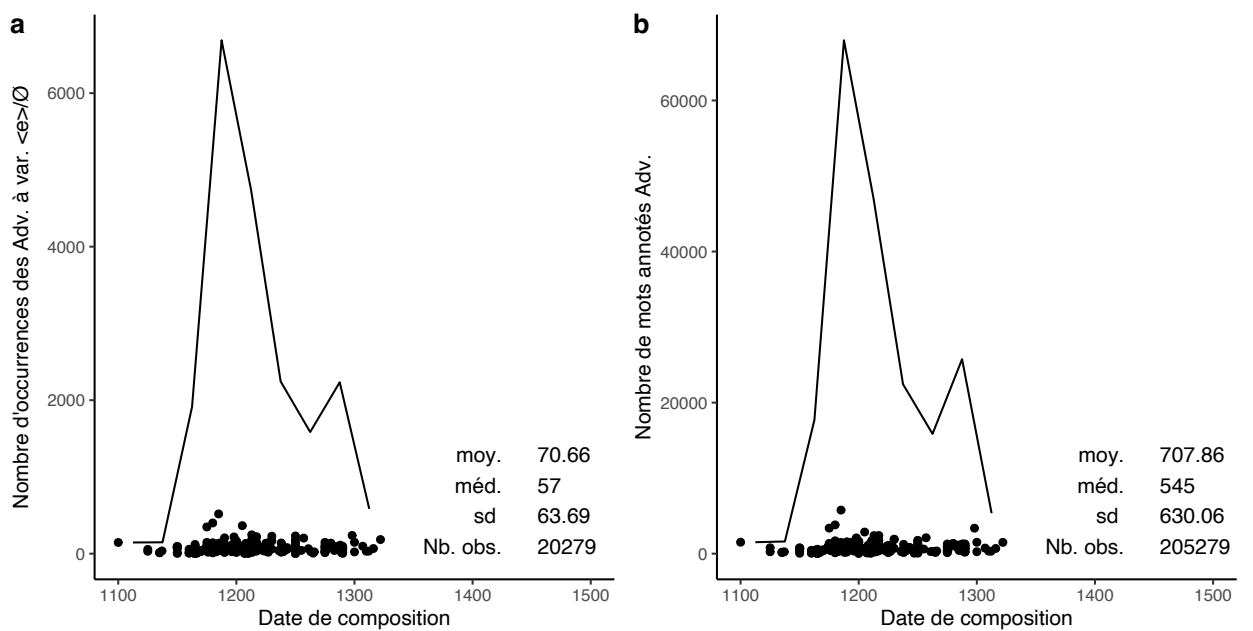 a
Nombre d'occurrences des Adv. à var. <e>/Ø
6000
4000
2000
0
moy. 70.66
méd. 57
sd 63.69
Nb. obs. 20279
1100 1200 1300 1400 1500
Date de composition
b
Nombre de mots annotés Adv.
60000
40000
20000
0
moy. 707.86
méd. 545
sd 630.06
Nb. obs. 205279
1100 1200 1300 1400 1500
Date de composition